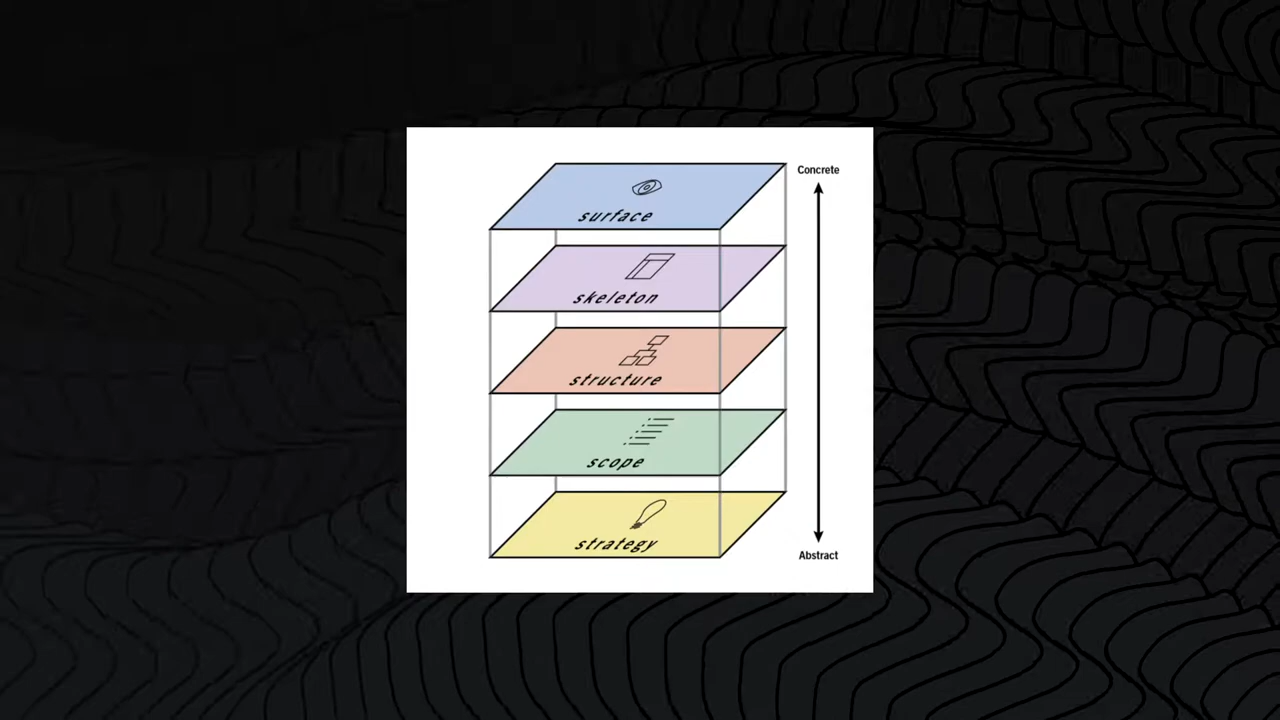 Concrete
surface
skeleton
structure
scope
strategy
Abstract